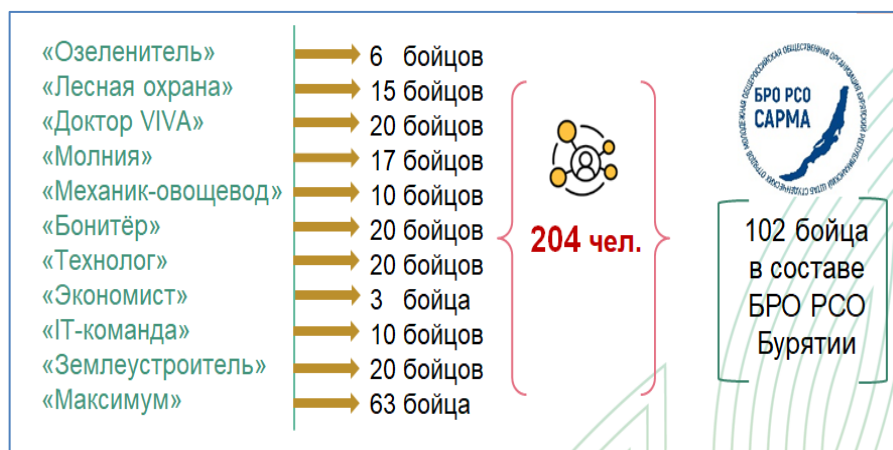 «Озеленитель» 6 бойцов
«Лесная охрана» 15 бойцов
«Доктор VIVA» 20 бойцов
«Молния» 17 бойцов
«Механик-овощевод» 10 бойцов
«Бонитёр» 20 бойцов
«Технолог» 20 бойцов
«Экономист» 3 бойца
«IT-команда» 10 бойцов
«Землеустроитель» 20 бойцов
«Максимум» 63 бойца
204 чел.
БРО РСО
САРМА
102 бойца
в составе
БРО РСО
Бурятии